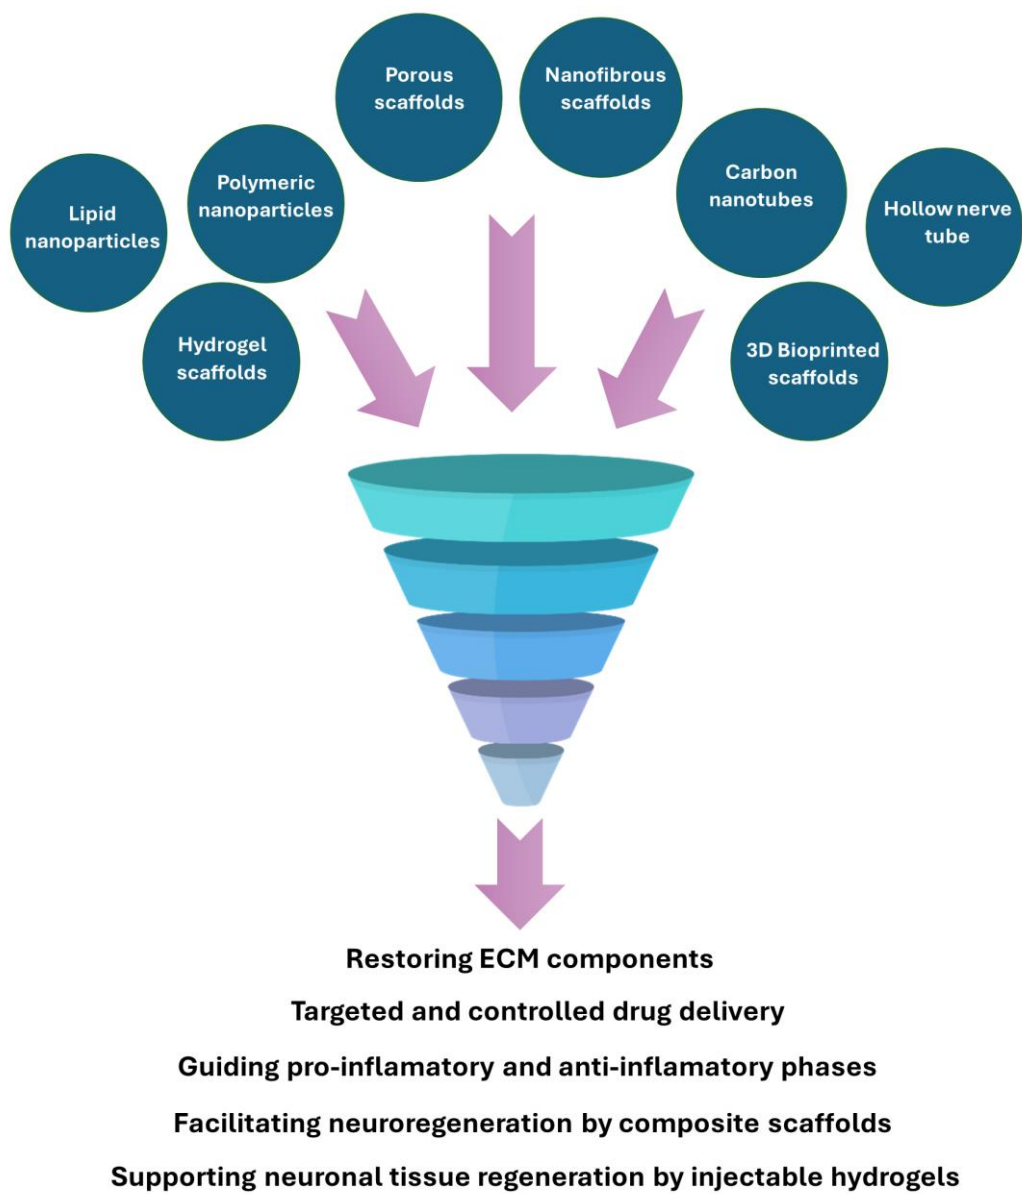 Porous
scaffolds
Nanofibrous
scaffolds
Carbon
nanotubes
Hollow nerve
tube
Polymeric
nanoparticles
Lipid
nanoparticles
Hydrogel
scaffolds
3D Bioprinted
scaffolds
Restoring ECM components
Targeted and controlled drug delivery
Guiding pro-inflamatory and anti-inflamatory phases
Facilitating neuroregeneration by composite scaffolds
Supporting neuronal tissue regeneration by injectable hydrogels